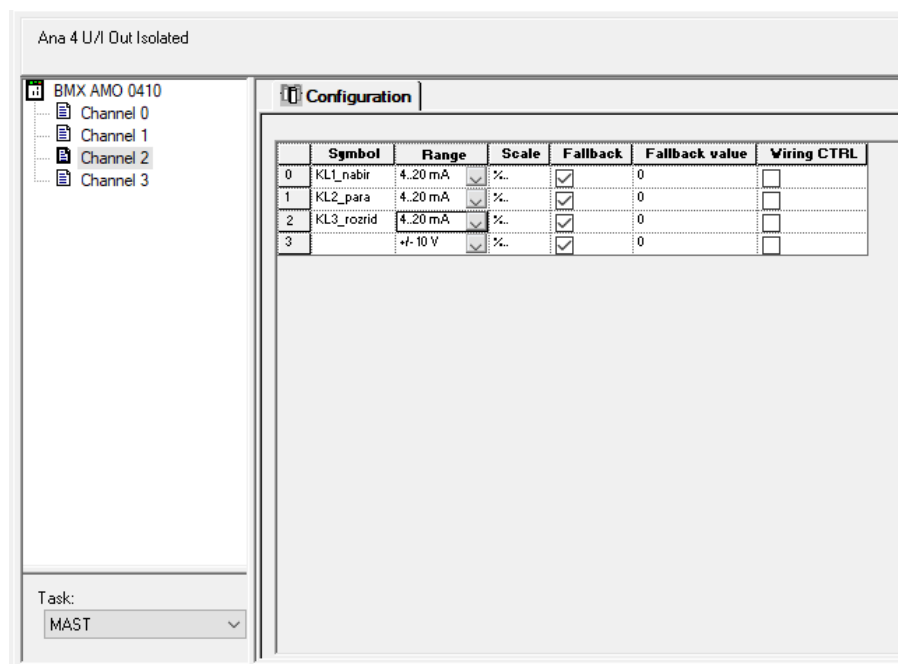 Ana 4 U/I Out Isolated
BMX AMO 0410
Channel 0
Channel 1
Channel 2
Channel 3
Configuration
Symbol Range Scale Fallback Fallback value Wiring CTRL
0 KL1_nabir 4..20 mA %.. 0
1 KL2_para 4..20 mA %.. 0
2 KL3_rozrid 4..20 mA %.. 0
3 +/- 10 V %.. 0
Task:
MAST